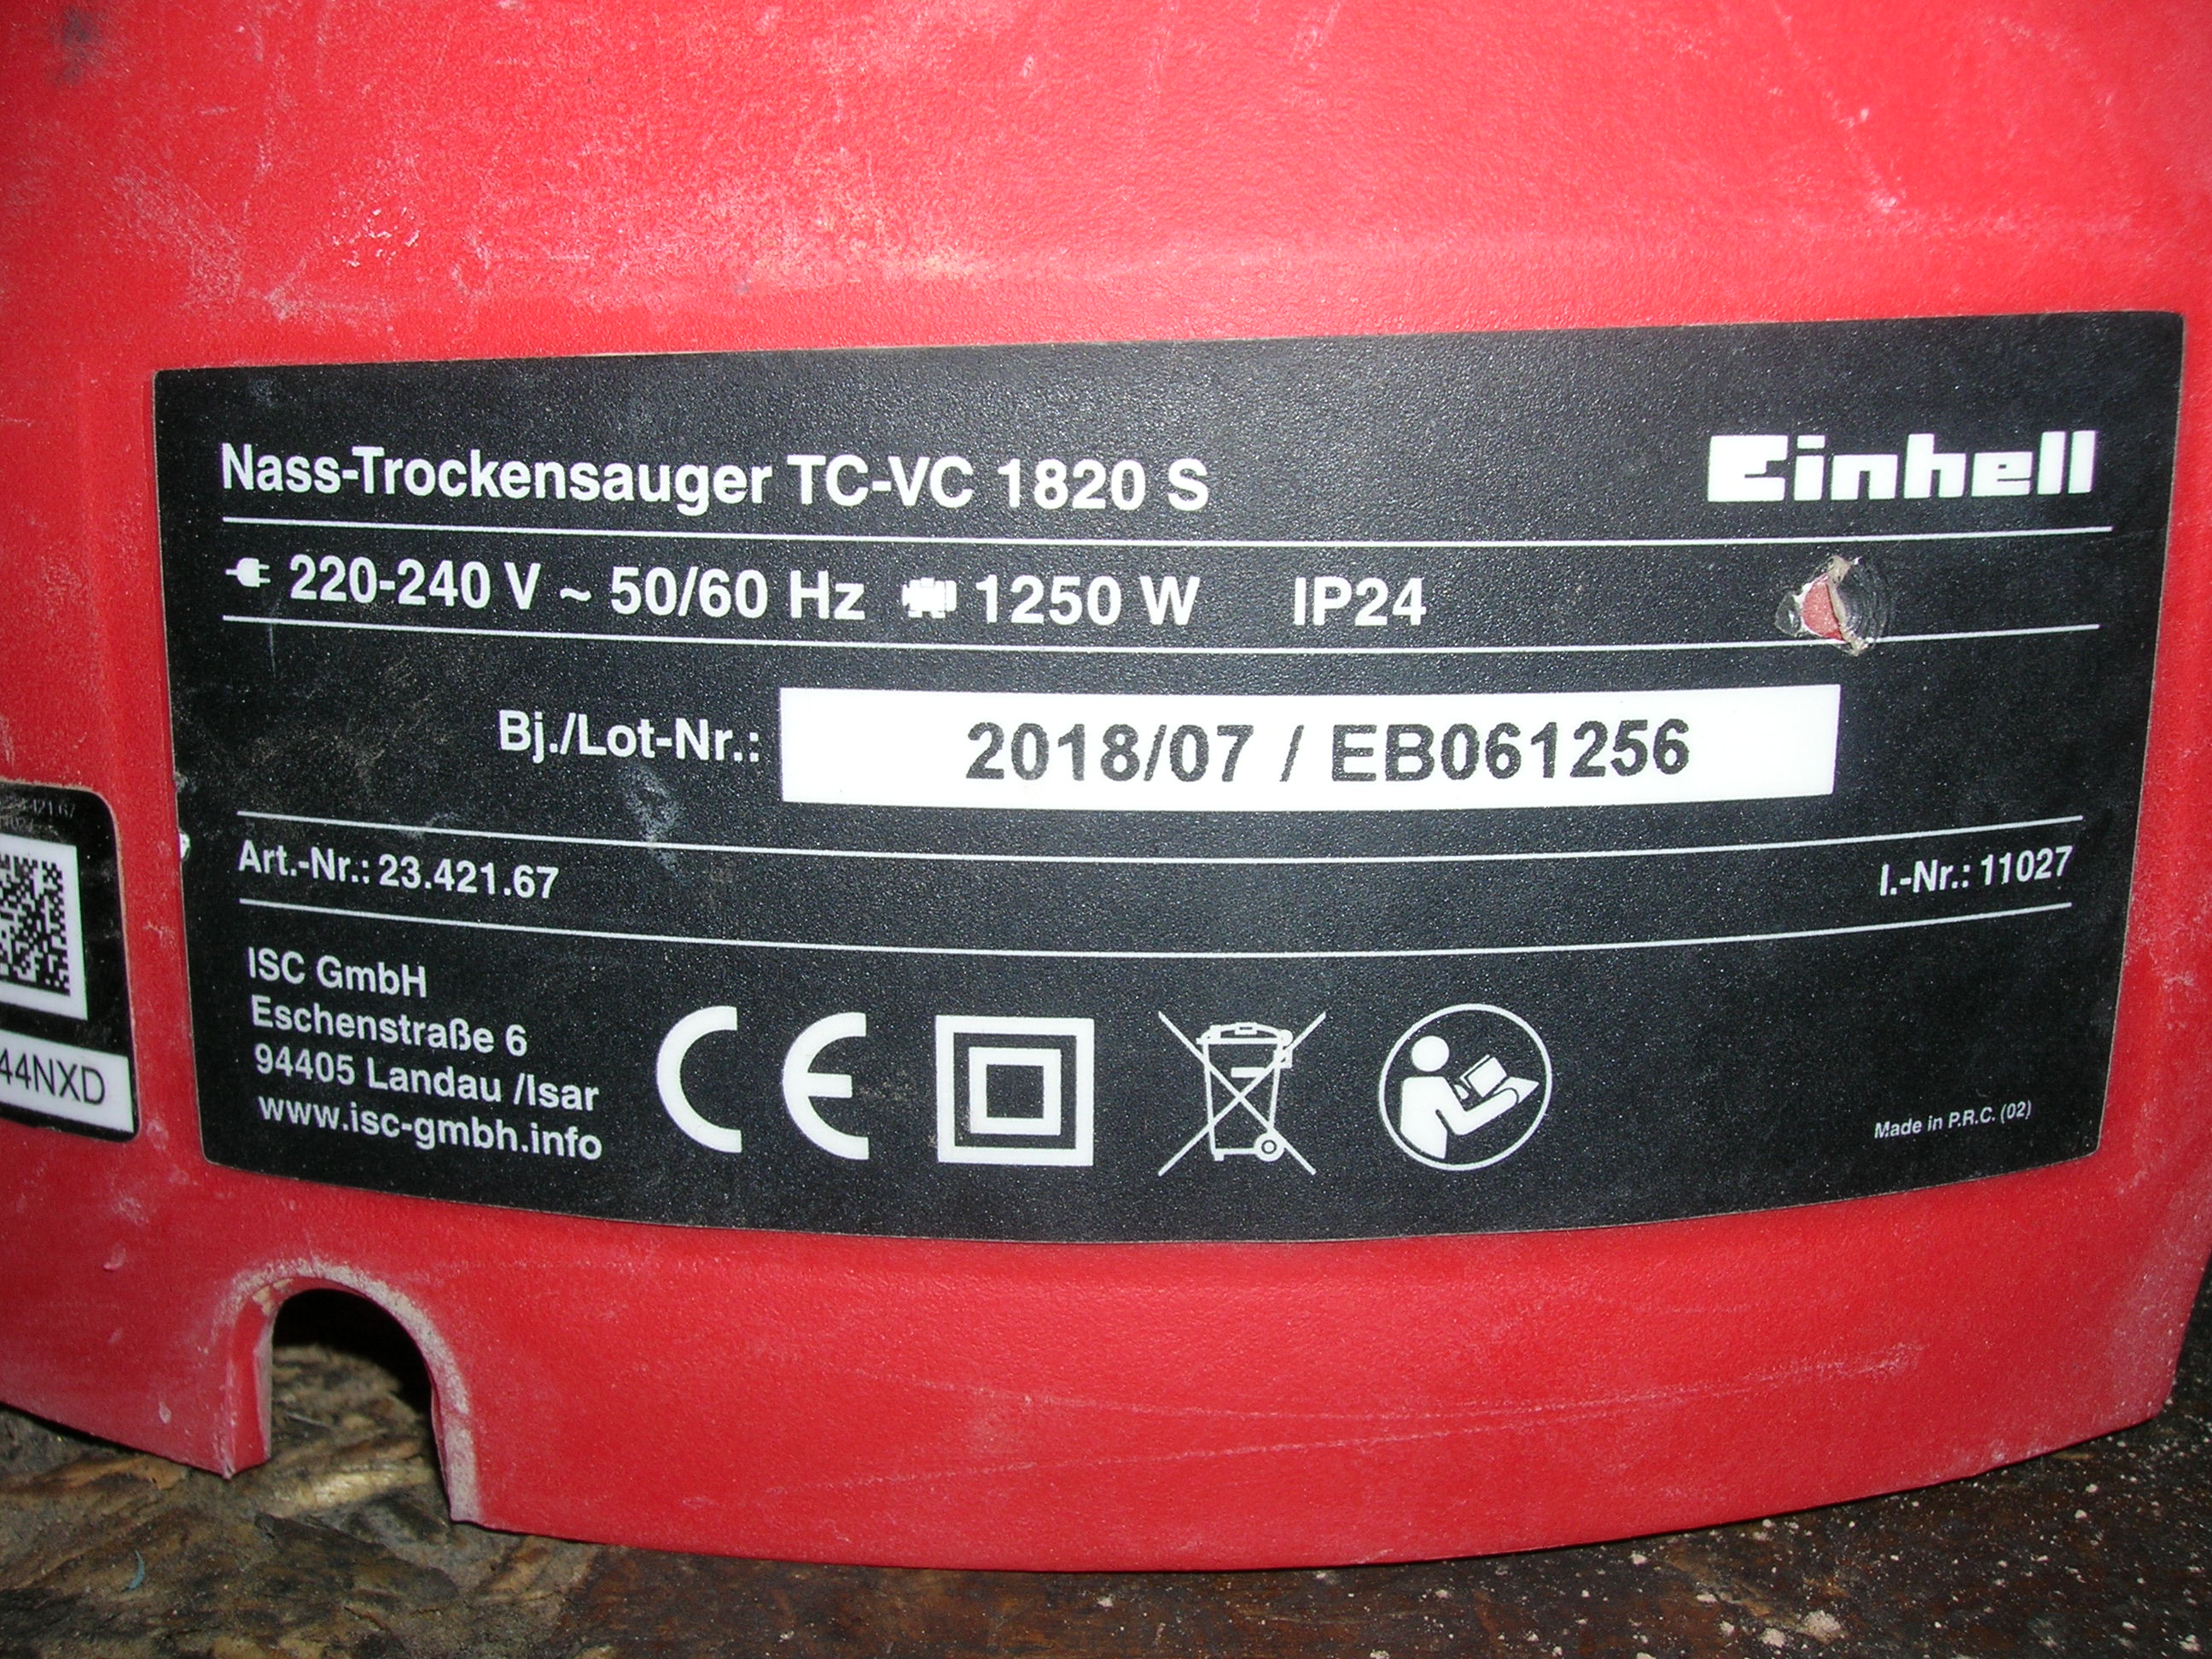 Nass-Trockensauger TC-VC 1820 S
Einhell
220-240 V ~ 50/60 Hz 1250 W IP24
Bj./Lot-Nr.: 2018/07 / EB061256
Art.-Nr.: 23.421.67
I.-Nr.: 11027
ISC GmbH
Eschenstraße 6
94405 Landau /Isar
www.isc-gmbh.info
CE
Made in P.R.C. (02)
44NXD